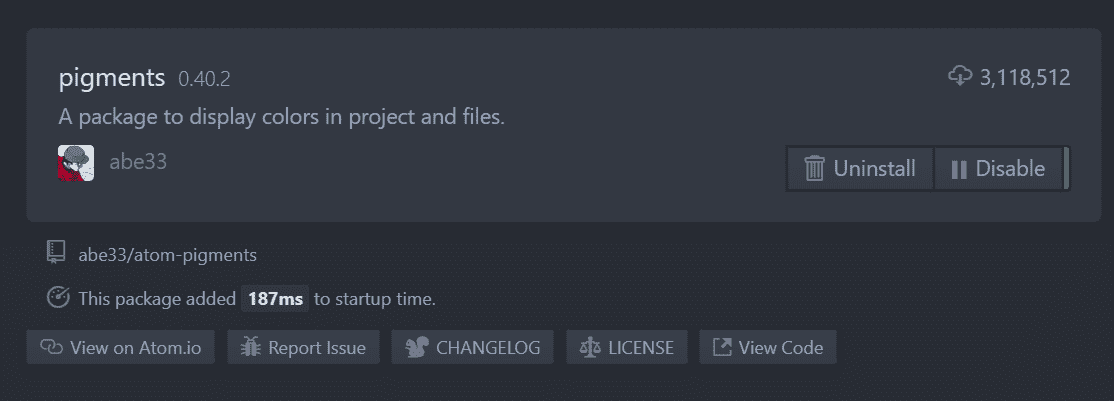 pigments 0.40.2
3,118,512
A package to display colors in project and files.
abe33
Uninstall
Disable
abe33/atom-pigments
This package added 187ms to startup time.
View on Atom.io
Report Issue
CHANGELOG
LICENSE
View Code